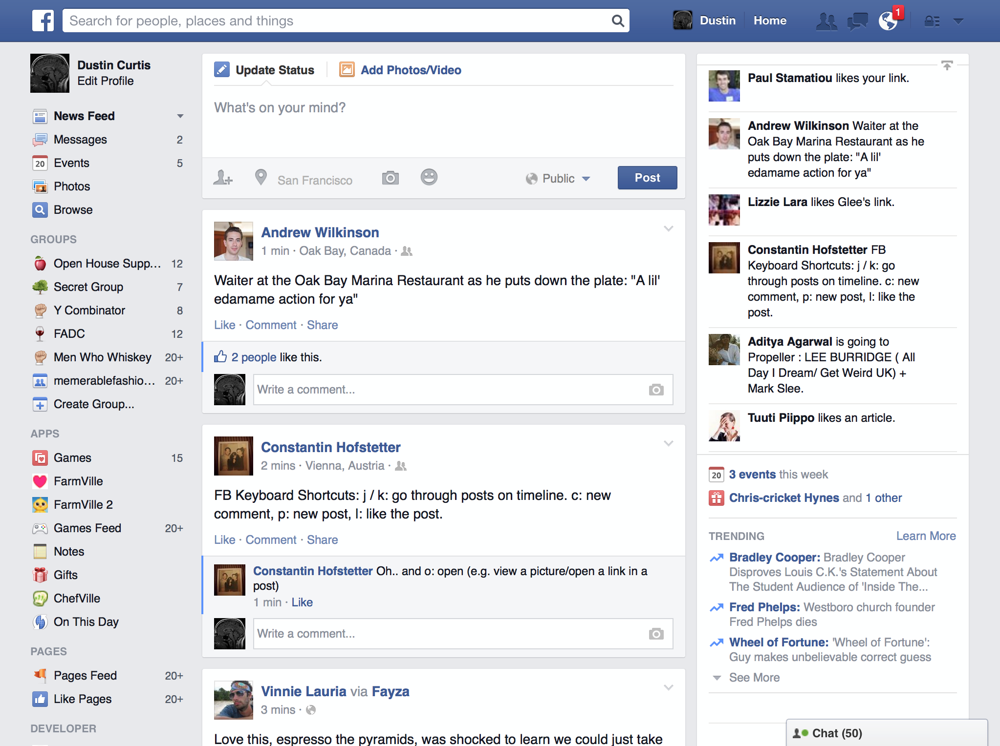 Search for people, places and things
Dustin
Home
1
Dustin Curtis
Edit Profile
News Feed
Messages 2
20 Events 5
Photos
Browse
GROUPS
Open House Supp... 12
Secret Group 7
Y Combinator 8
FADC 12
Men Who Whiskey 20+
memerablefashio... 20+
Create Group...
APPS
Games 15
FarmVille
FarmVille 2
Games Feed 20+
Notes
Gifts
ChefVille
On This Day
PAGES
Pages Feed 20+
Like Pages 20+
DEVELOPER
Update Status
Add Photos/Video
What's on your mind?
San Francisco
Public
Post
Andrew Wilkinson
1 min · Oak Bay, Canada ·
Waiter at the Oak Bay Marina Restaurant as he puts down the plate: "A lil'
edamame action for ya"
Like · Comment · Share
2 people like this.
Write a comment...
Constantin Hofstetter
2 mins · Vienna, Austria ·
FB Keyboard Shortcuts: j / k: go through posts on timeline. c: new
comment, p: new post, l: like the post.
Like · Comment · Share
Constantin Hofstetter Oh.. and o: open (e.g. view a picture/open a link in a
post)
1 min · Like
Write a comment...
Vinnie Lauria via Fayza
3 mins ·
Love this, espresso the pyramids, was shocked to learn we could just take
Paul Stamatiou likes your link.
Andrew Wilkinson Waiter at the
Oak Bay Marina Restaurant as he
puts down the plate: "A lil'
edamame action for ya"
Lizzie Lara likes Glee's link.
Constantin Hofstetter FB
Keyboard Shortcuts: j / k: go
through posts on timeline. c: new
comment, p: new post, l: like the
post.
Aditya Agarwal is going to
Propeller : LEE BURRIDGE ( All
Day I Dream/ Get Weird UK) +
Mark Slee.
Tuuti Piippo likes an article.
20 3 events this week
Chris-cricket Hynes and 1 other
TRENDING
Learn More
Bradley Cooper: Bradley Cooper
Disproves Louis C.K.'s Statement About
The Student Audience of 'Inside The...
Fred Phelps: Westboro church founder
Fred Phelps dies
Wheel of Fortune: 'Wheel of Fortune':
Guy makes unbelievable correct guess
See More
Chat (50)